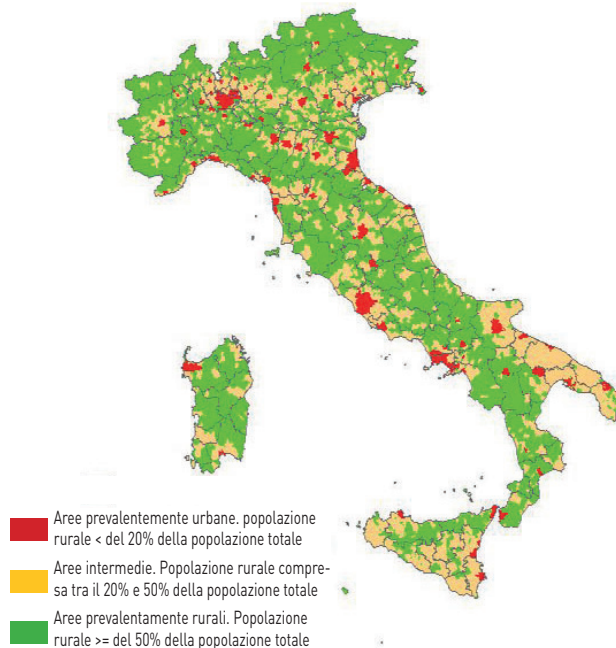 Aree prevalentemente urbane. popolazione
rurale < del 20% della popolazione totale
Aree intermedie. Popolazione rurale compre-
sa tra il 20% e 50% della popolazione totale
Aree prevalentamente rurali. Popolazione
rurale >= del 50% della popolazione totale